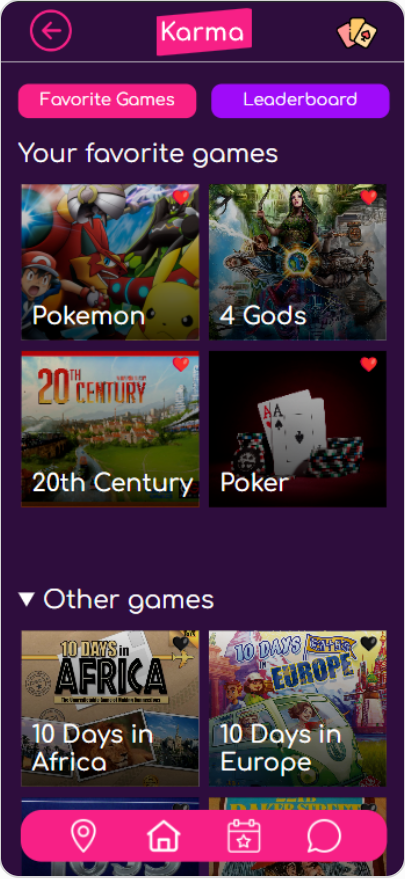 Karma
Favorite Games
Leaderboard
Your favorite games
Pokemon
4 Gods
20TH
CENTURY
20th Century
A A
Poker
▼ Other games
10 DAYS in
AFRICA
10 Days in
Africa
10 DAYS
IN EUROPE
10 Days in
Europe